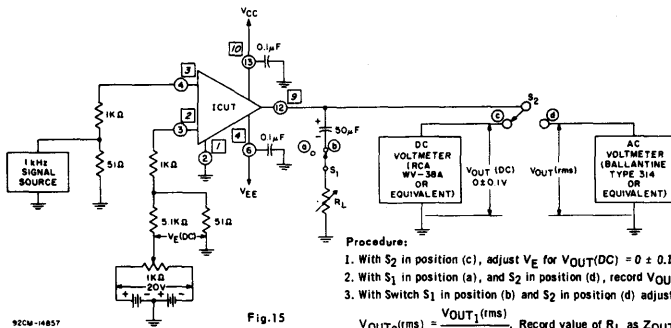 VCC
10
0.1µF
13
3
4
ICUT
9
12
2
3
1
2
4
6
0.1µF
VEE
1KΩ
51Ω
1 kHz
SIGNAL
SOURCE
1KΩ
5.1KΩ
51Ω
VE(DC)
1KΩ
20V
+ - + -
+
-
50µF
a
b
S1
RL
S2
c
d
DC
VOLTMETER
(RCA
WV-38A
OR
EQUIVALENT)
VOUT (DC)
0±0.1V
VOUT(rms)
AC
VOLTMETER
(BALLANTINE
TYPE 314
OR
EQUIVALENT)
92CM-14857
Fig.15
Procedure:
1. With S2 in position (c), adjust VE for VOUT(DC) = 0 ± 0.1
2. With S1 in position (a), and S2 in position (d), record VOU
3. With Switch S1 in position (b) and S2 in position (d) adjust
VOUT2(rms) = VOUT1(rms) . Record value of RL as ZOUT